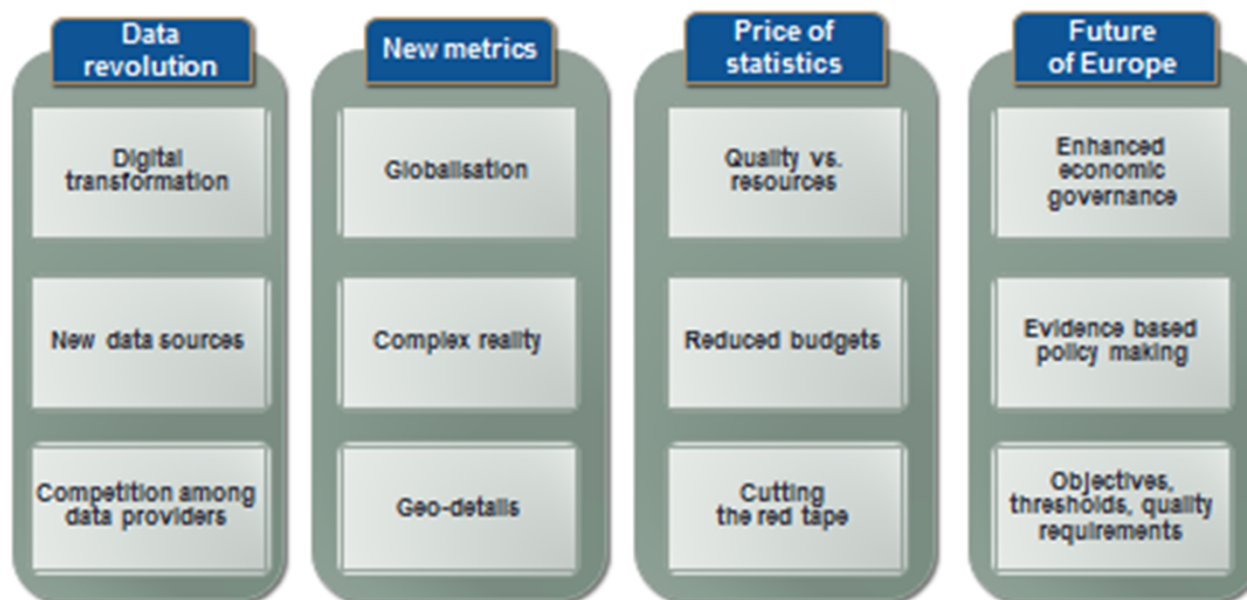 Data
revolution
Digital
transformation
New data sources
Competition among
data providers
New metrics
Globalisation
Complex reality
Geo-details
Price of
statistics
Quality vs.
resources
Reduced budgets
Cutting
the red tape
Future
of Europe
Enhanced
economic
governance
Evidence based
policy making
Objectives,
thresholds, quality
requirements